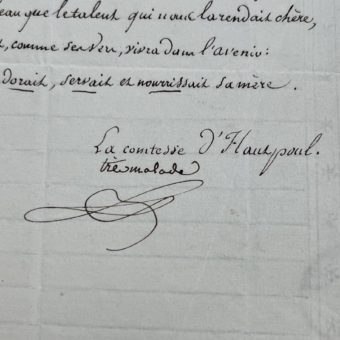 eau que le talent qui nous la rendait chère,
, comme ses vers, vivra dans l'avenir :
dorait, servait et nourrissait sa mère.
La comtesse d'Hautpoul.
très malade